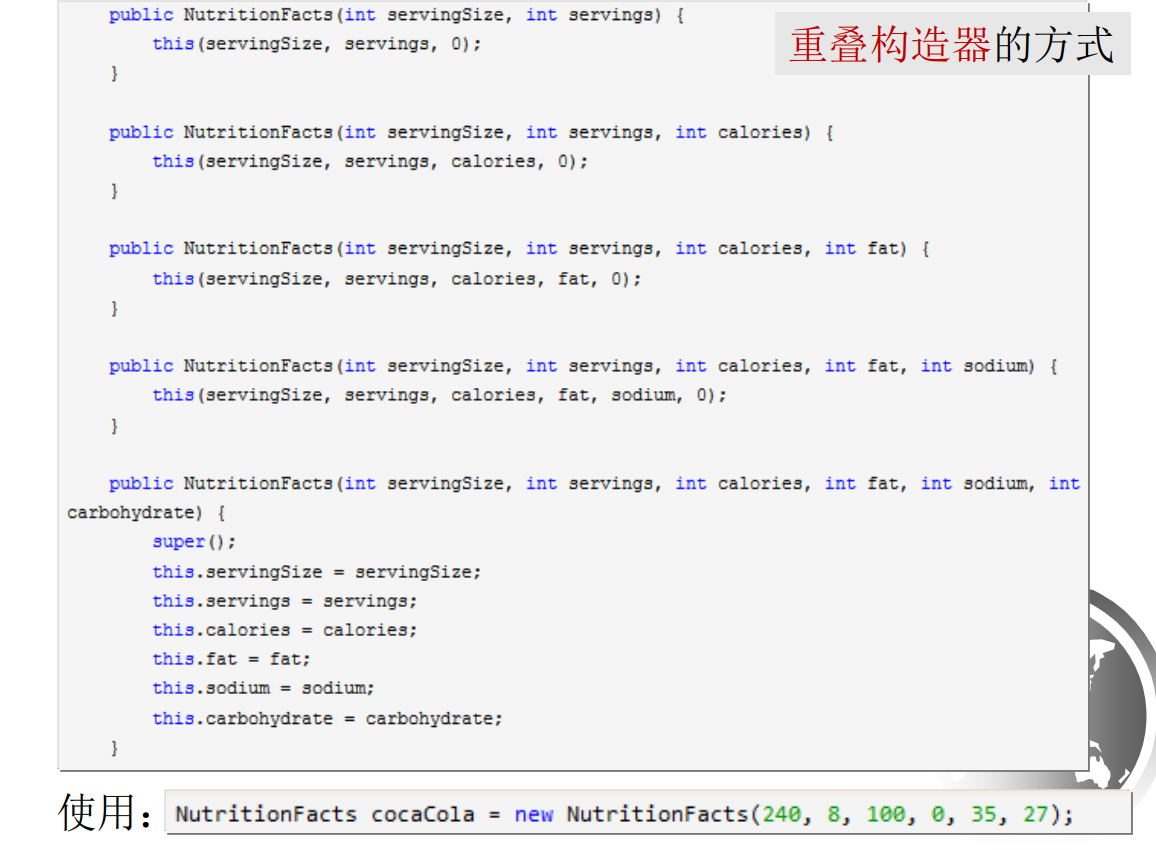 public NutritionFacts(int servingSize, int servings) {
this(servingSize, servings, 0);
}
重叠构造器的方式
public NutritionFacts(int servingSize, int servings, int calories) {
this(servingSize, servings, calories, 0);
}
public NutritionFacts(int servingSize, int servings, int calories, int fat) {
this(servingSize, servings, calories, fat, 0);
}
public NutritionFacts(int servingSize, int servings, int calories, int fat, int sodium) {
this(servingSize, servings, calories, fat, sodium, 0);
}
public NutritionFacts(int servingSize, int servings, int calories, int fat, int sodium, int
carbohydrate) {
super();
this.servingSize = servingSize;
this.servings = servings;
this.calories = calories;
this.fat = fat;
this.sodium = sodium;
this.carbohydrate = carbohydrate;
}
使用：NutritionFacts cocaCola = new NutritionFacts(240, 8, 100, 0, 35, 27);